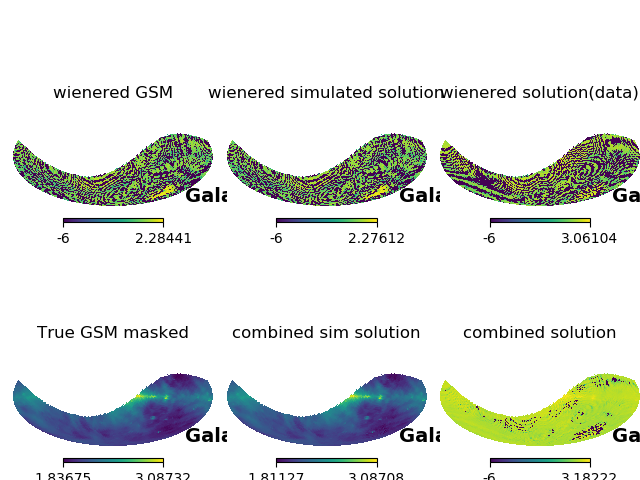 wienered GSM
wienered simulated solution
wienered solution(data)
Gala
Gala
Ga
-6 2.28441
-6 2.27612
-6 3.06104
True GSM masked
combined sim solution
combined solution
Gala
Gala
Ga
1.83675 3.08732
1.81127 3.08708
-6 3.18222